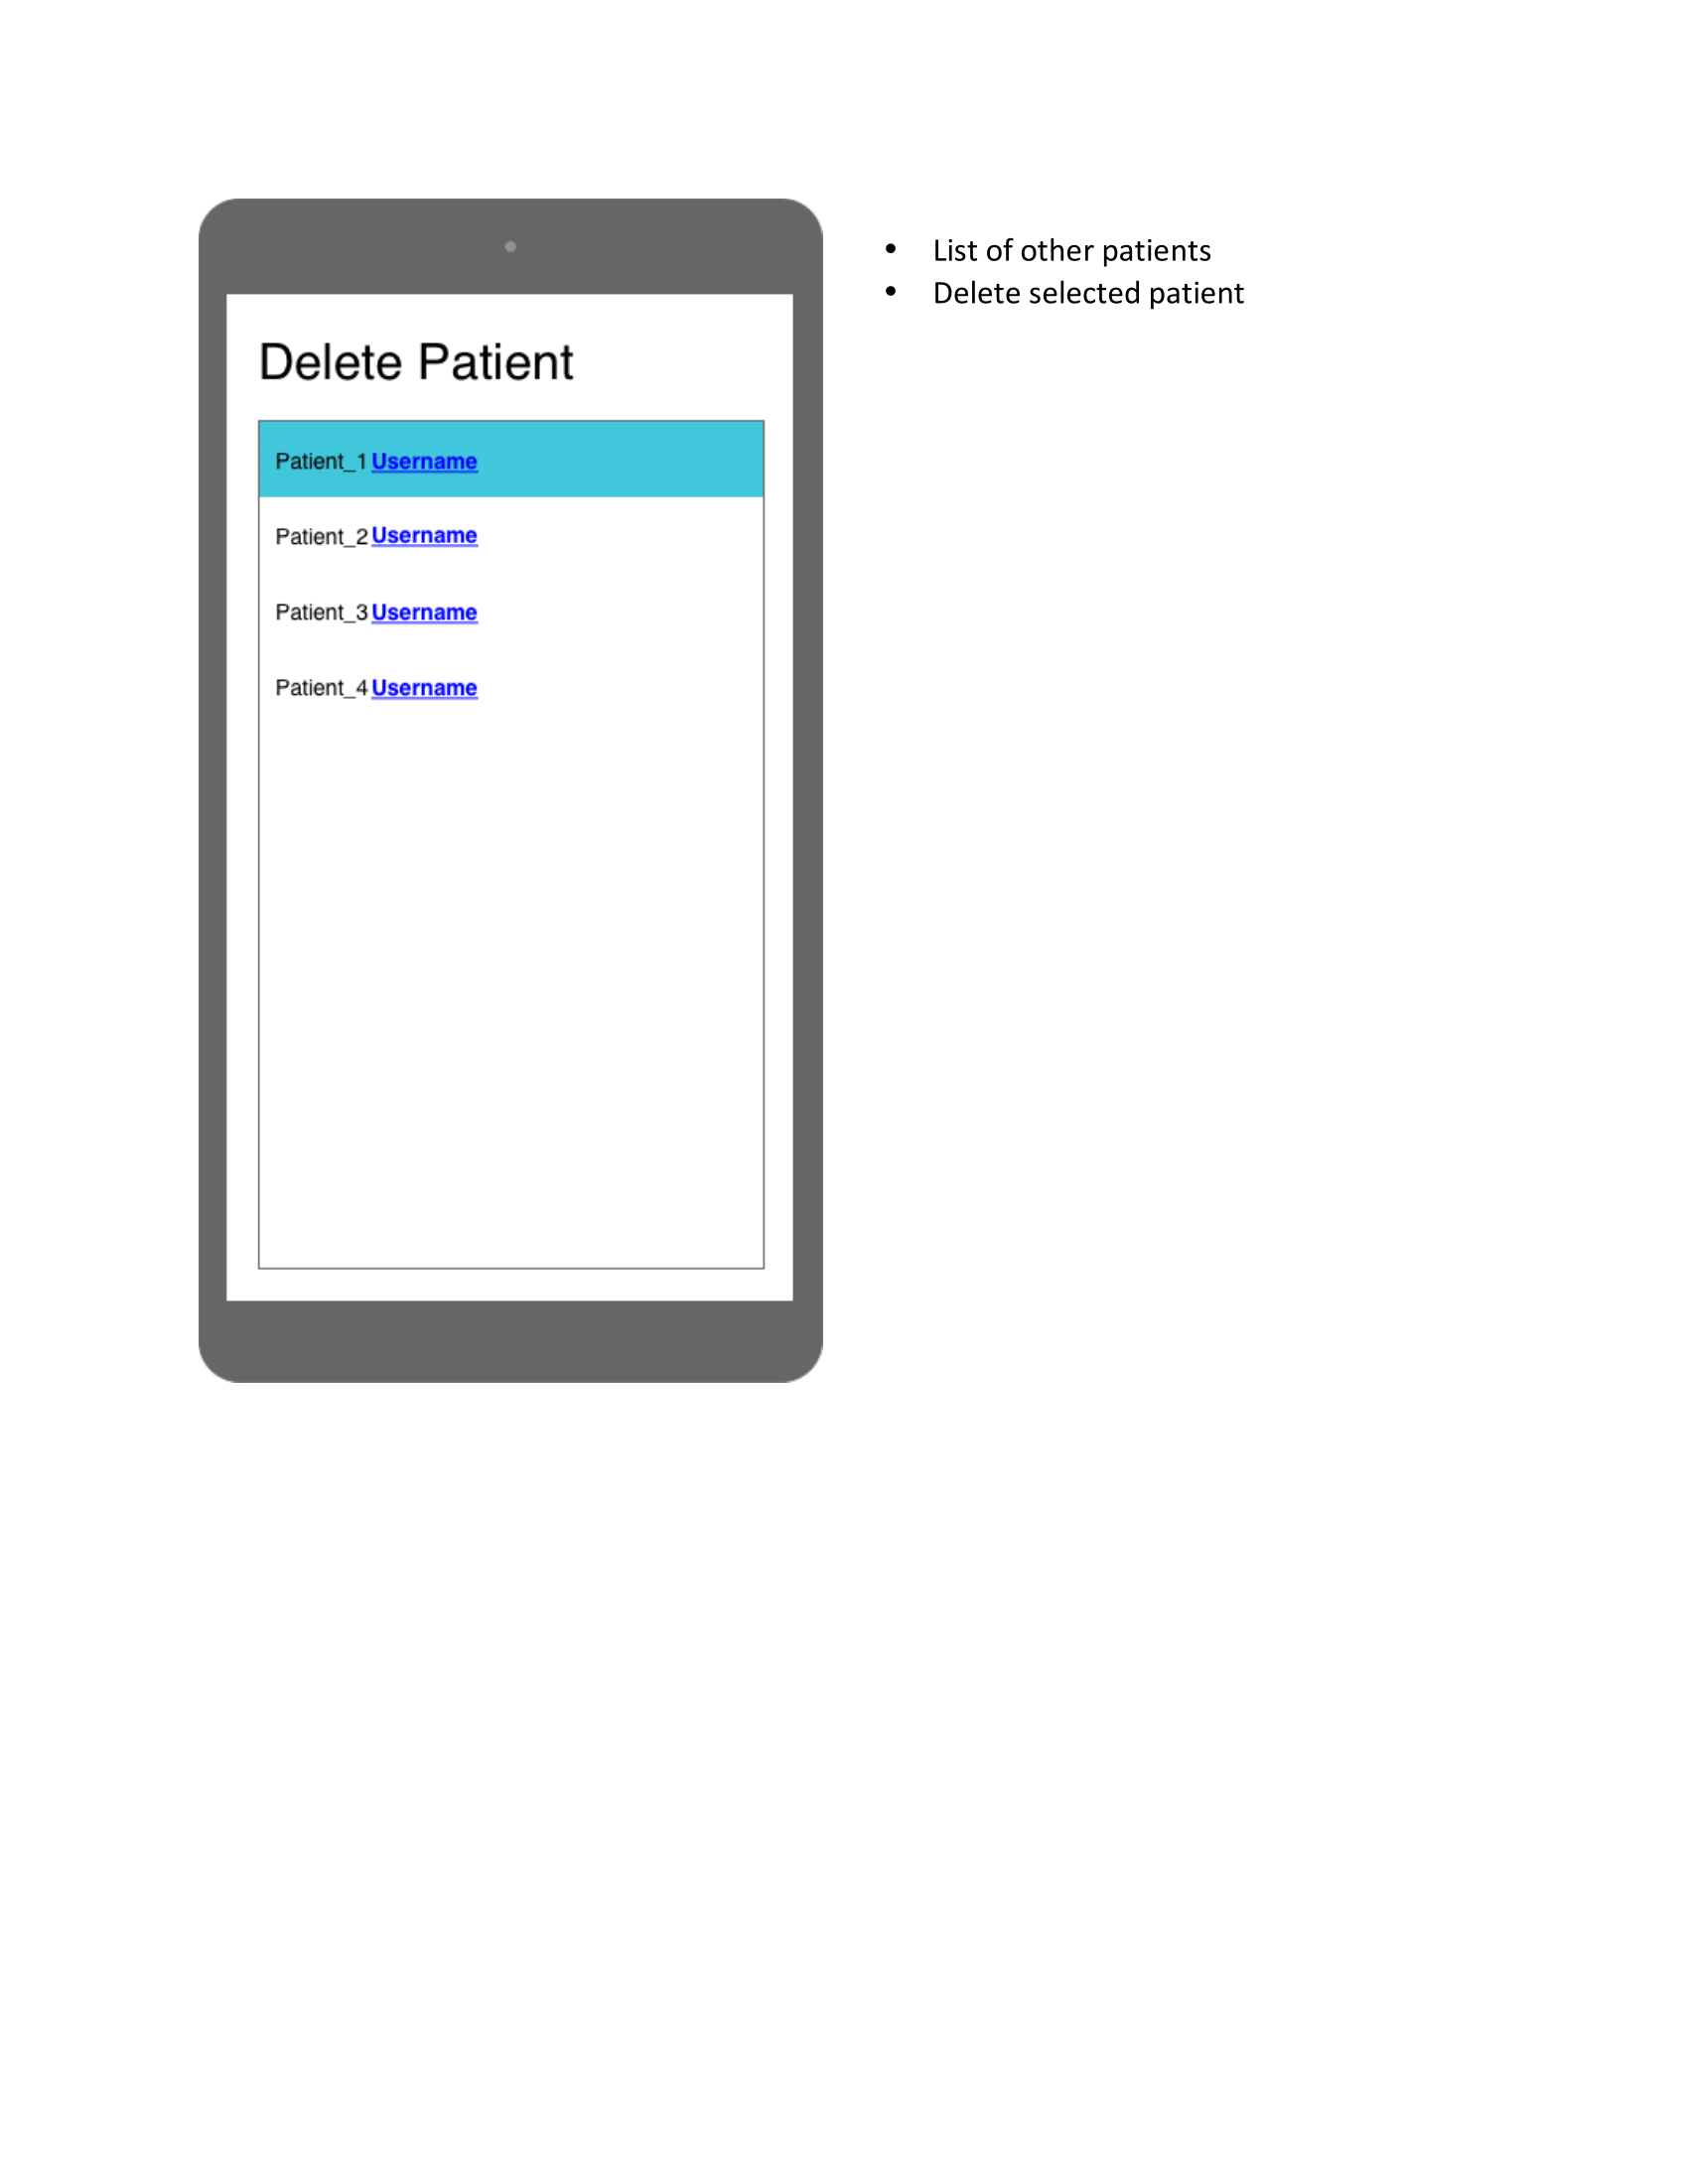 Delete Patient
Patient_1 Username
Patient_2 Username
Patient_3 Username
Patient_4 Username
• List of other patients
• Delete selected patient